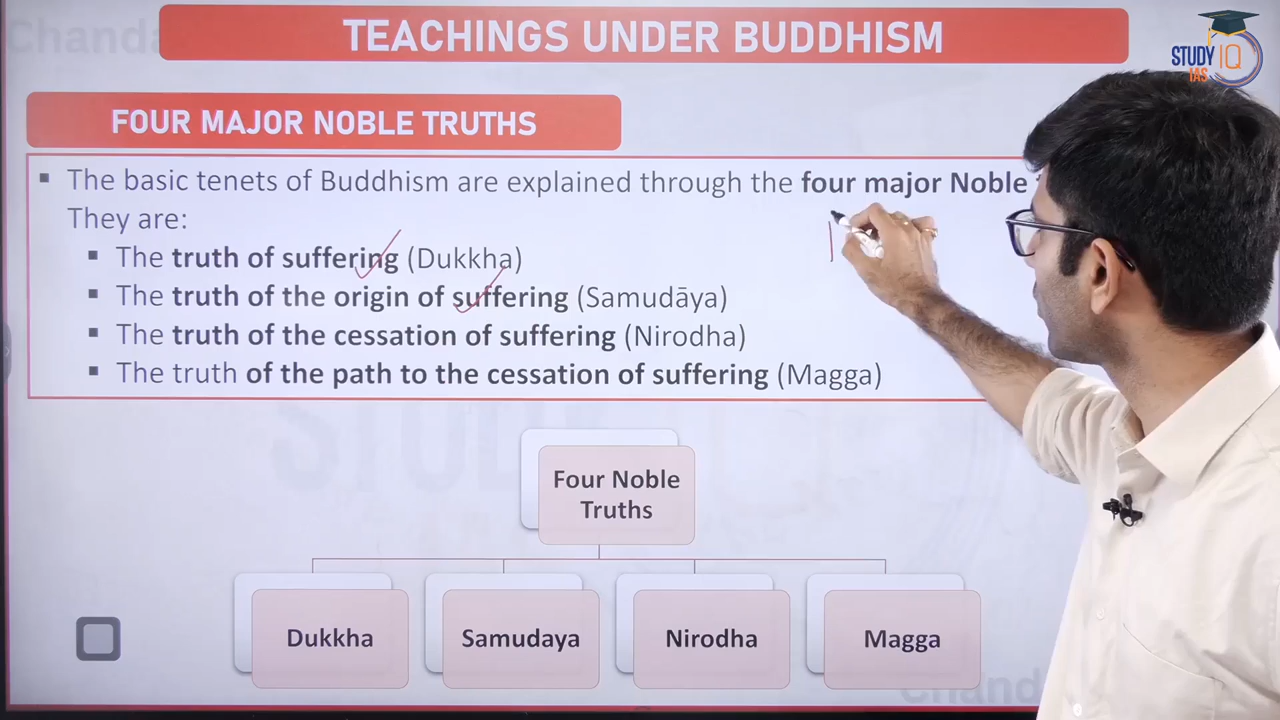 Chanda
TEACHINGS UNDER BUDDHISM
STUDY IQ
IAS
FOUR MAJOR NOBLE TRUTHS
▪ The basic tenets of Buddhism are explained through the four major Noble
They are:
▪ The truth of suffering (Dukkha)
▪ The truth of the origin of suffering (Samudāya)
▪ The truth of the cessation of suffering (Nirodha)
▪ The truth of the path to the cessation of suffering (Magga)
Four Noble
Truths
Dukkha
Samudaya
Nirodha
Magga
Chand